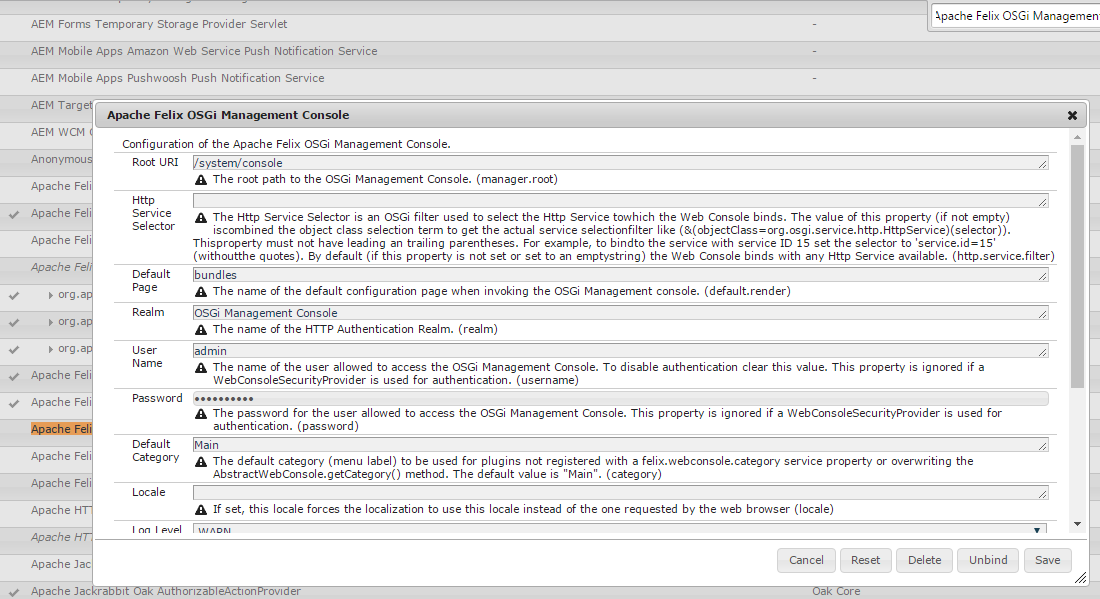 AEM Forms Temporary Storage Provider Servlet -
Apache Felix OSGi Management
AEM Mobile Apps Amazon Web Service Push Notification Service -
AEM Mobile Apps Pushwoosh Push Notification Service -
AEM Target
AEM WCM
Anonymous
Apache Feli
Apache Feli
Apache Feli
Apache Feli
org.ap
org.ap
org.ap
Apache Feli
Apache Feli
Apache Feli
Apache Feli
Apache Feli
Apache HTT
Apache HT
Apache Jac
Apache Jackrabbit Oak AuthorizableActionProvider Oak Core
Apache Felix OSGi Management Console
Configuration of the Apache Felix OSGi Management Console.
Root URI /system/console
The root path to the OSGi Management Console. (manager.root)
Http
Service
Selector
The Http Service Selector is an OSGi filter used to select the Http Service towhich the Web Console binds. The value of this property (if not empty)
iscombined the object class selection term to get the actual service selectionfilter like (&(objectClass=org.osgi.service.http.HttpService)(selector)).
Thisproperty must not have leading an trailing parentheses. For example, to bindto the service with service ID 15 set the selector to 'service.id=15'
(withoutthe quotes). By default (if this property is not set or set to an emptystring) the Web Console binds with any Http Service available. (http.service.filter)
Default
Page
bundles
The name of the default configuration page when invoking the OSGi Management console. (default.render)
Realm OSGi Management Console
The name of the HTTP Authentication Realm. (realm)
User
Name
admin
The name of the user allowed to access the OSGi Management Console. To disable authentication clear this value. This property is ignored if a
WebConsoleSecurityProvider is used for authentication. (username)
Password ••••••••••
The password for the user allowed to access the OSGi Management Console. This property is ignored if a WebConsoleSecurityProvider is used for
authentication. (password)
Default
Category
Main
The default category (menu label) to be used for plugins not registered with a felix.webconsole.category service property or overwriting the
AbstractWebConsole.getCategory() method. The default value is "Main". (category)
Locale
If set, this locale forces the localization to use this locale instead of the one requested by the web browser (locale)
Log Level WARN
Cancel Reset Delete Unbind Save